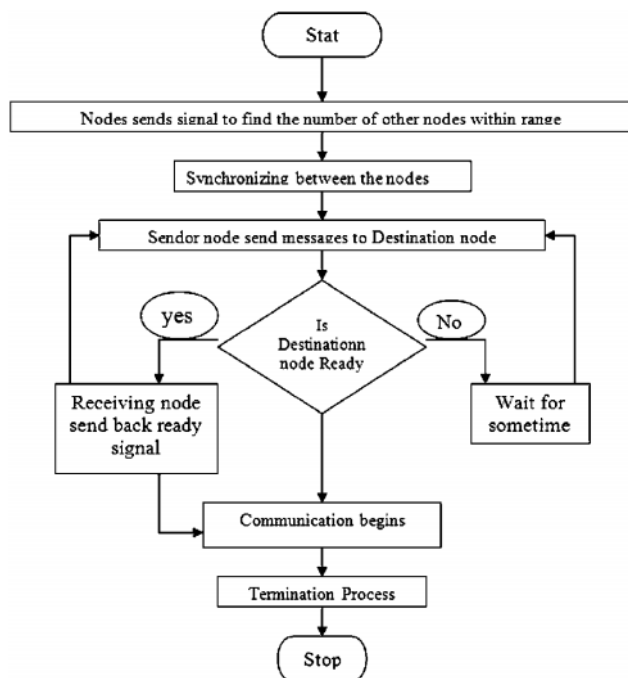 Stat
Nodes sends signal to find the number of other nodes within range
Synchronizing between the nodes
Sendor node send messages to Destination node
yes
Is
Destinationn
node Ready
No
Receiving node
send back ready
signal
Wait for
sometime
Communication begins
Termination Process
Stop